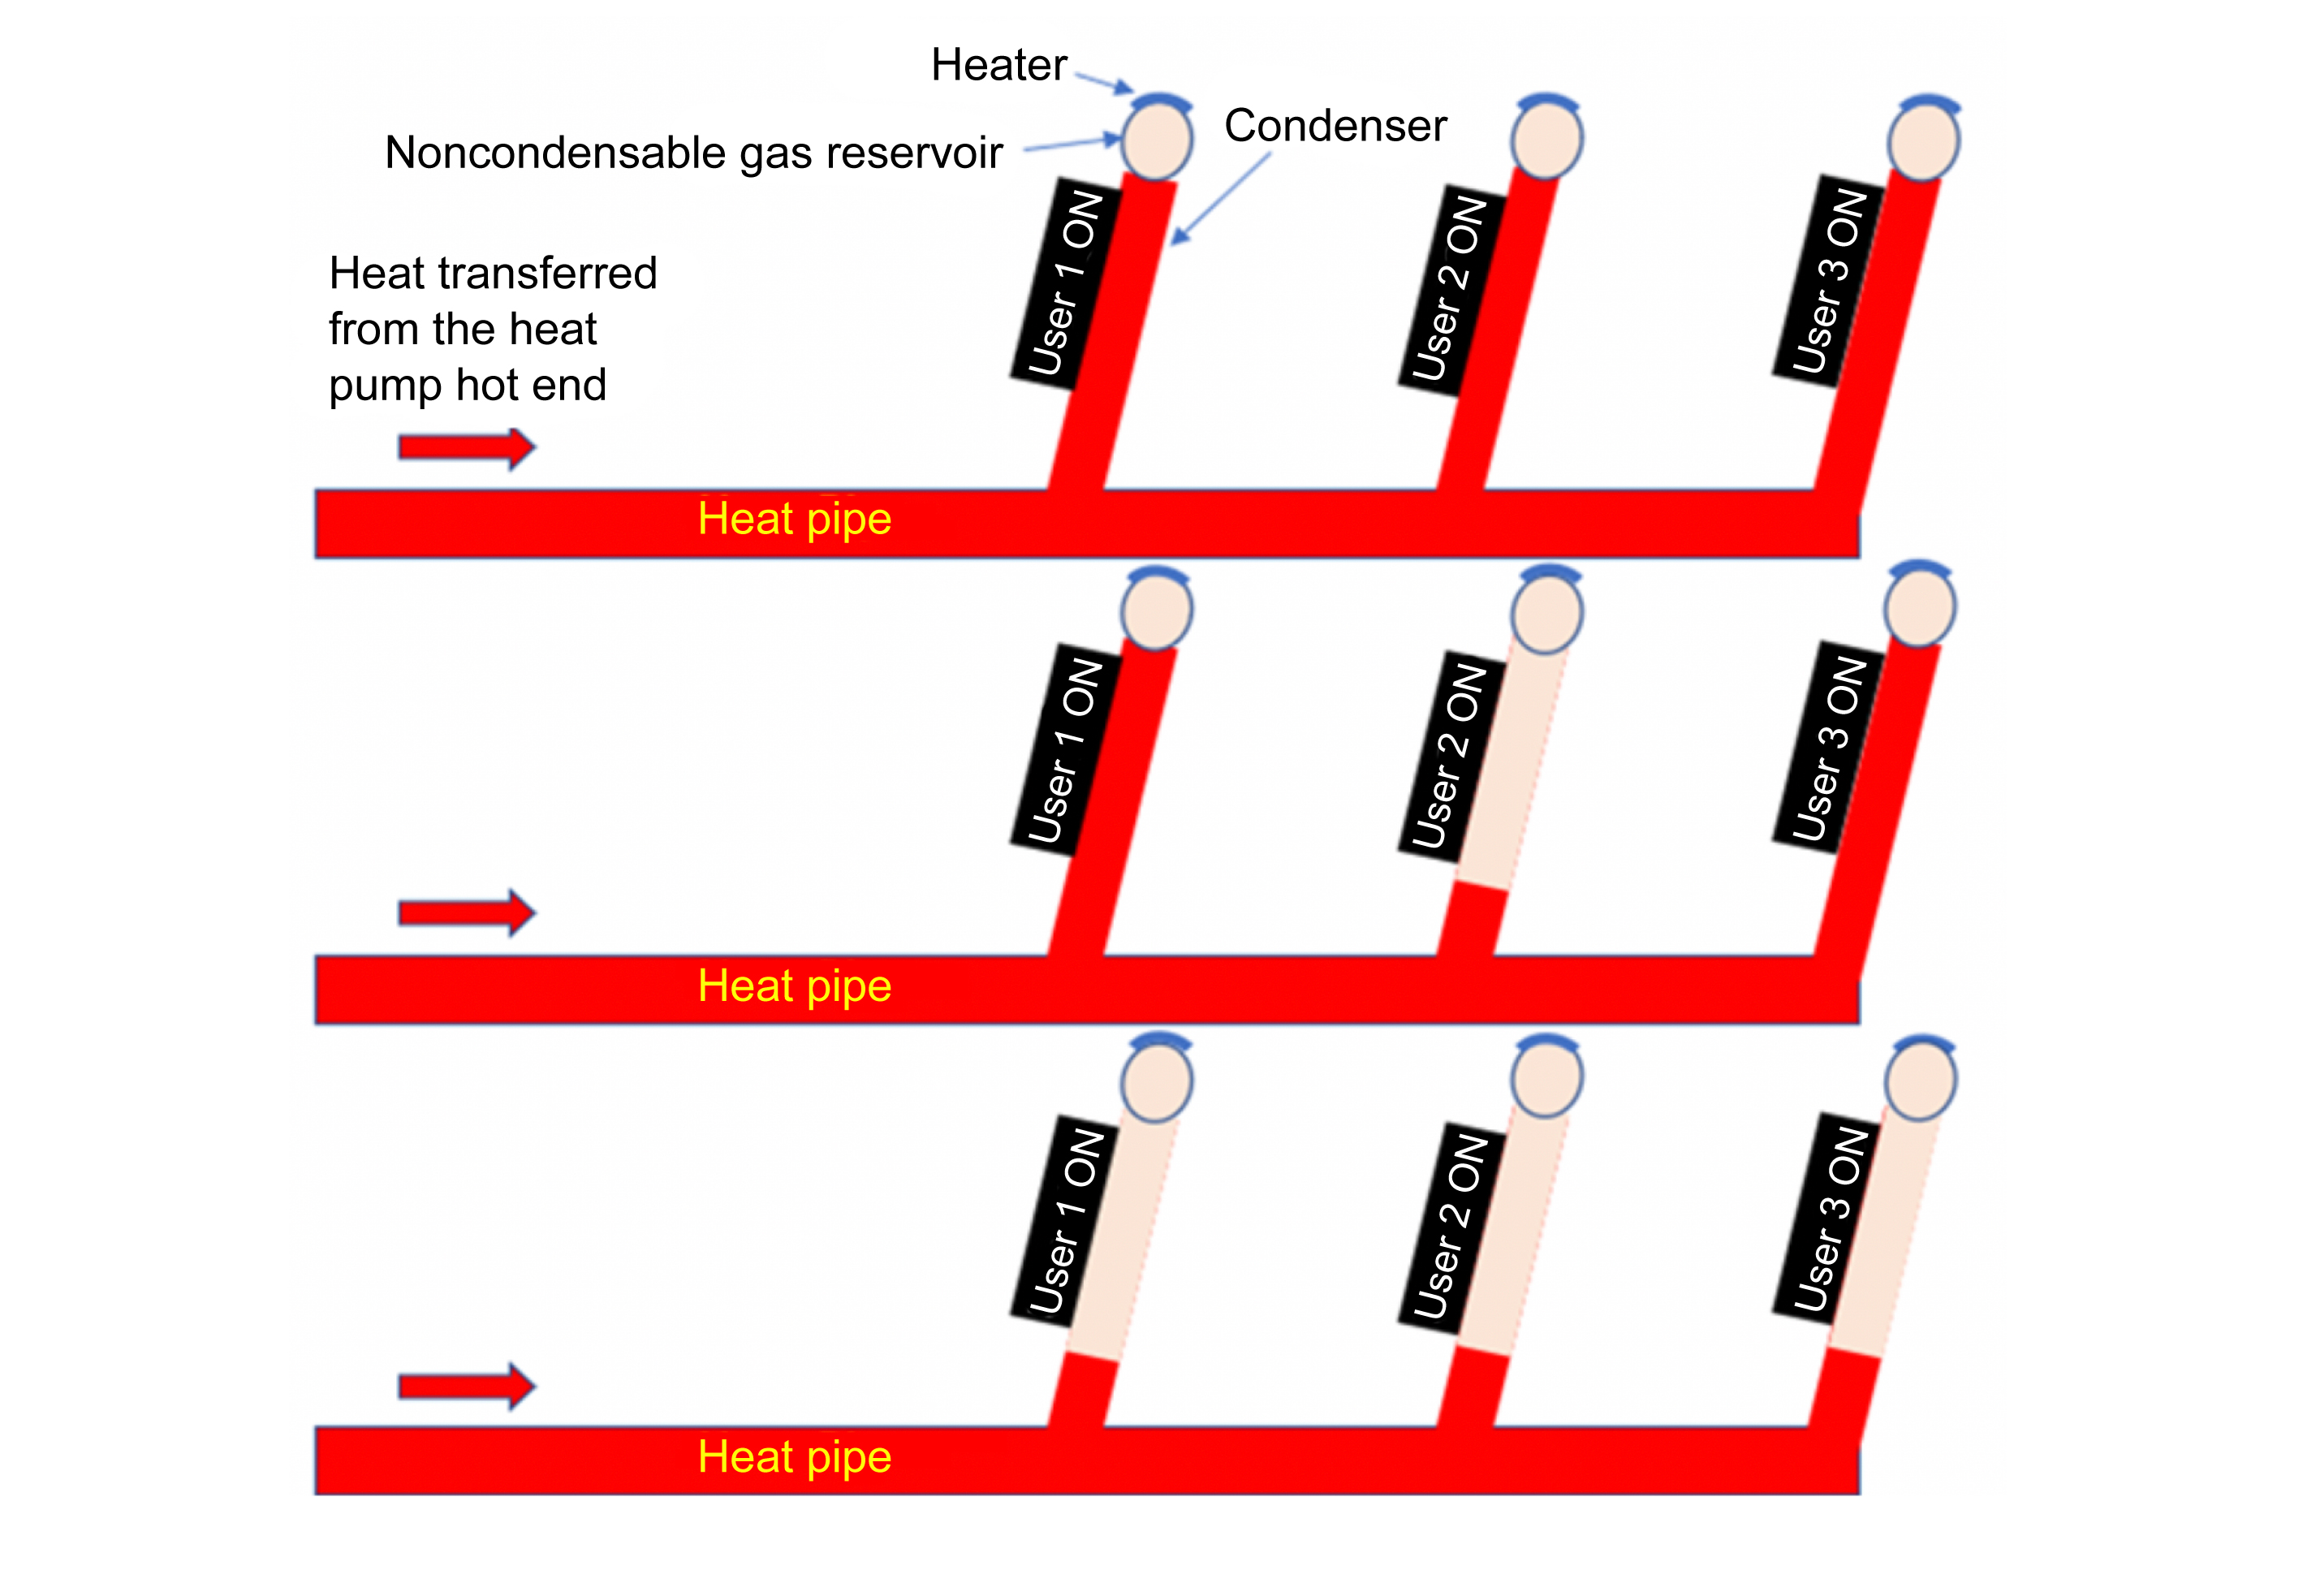 Heater
Noncondensable gas reservoir
Condenser
Heat transferred
from the heat
pump hot end
User 1 ON
User 2 ON
User 3 ON
Heat pipe
User 1 ON
User 2 ON
User 3 ON
Heat pipe
User 1 ON
User 2 ON
User 3 ON
Heat pipe